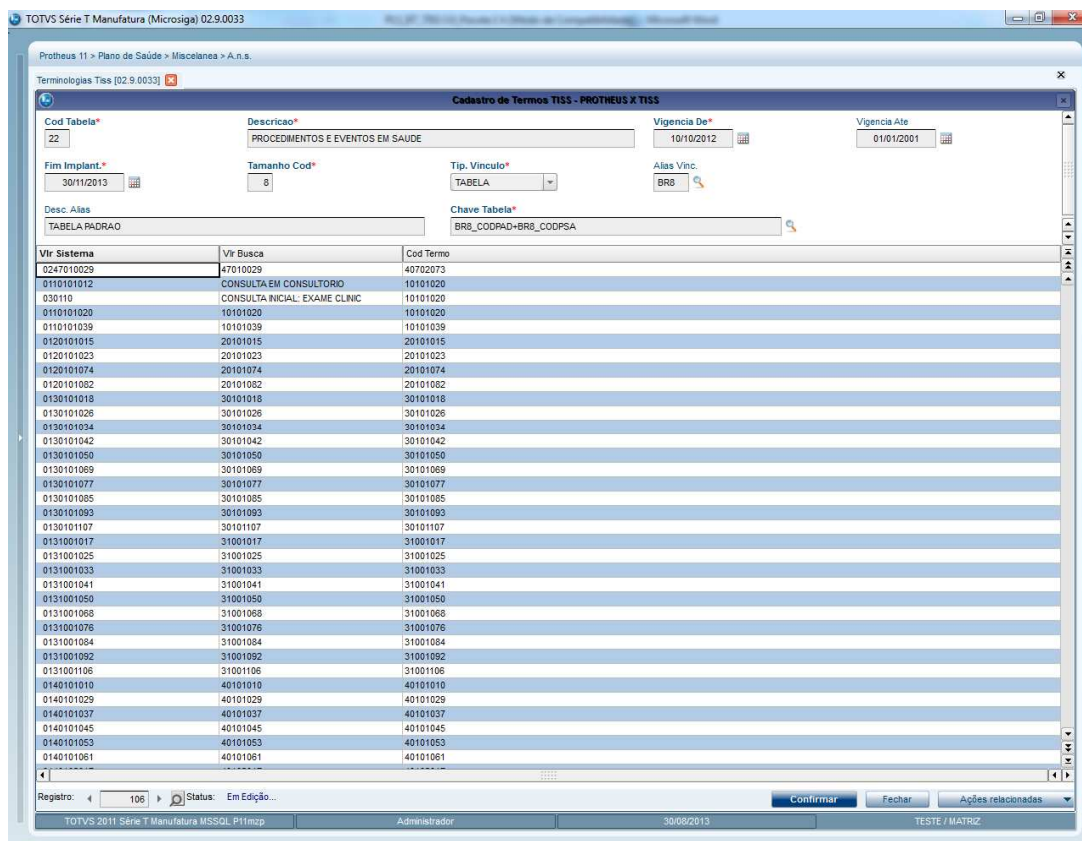 TOTVS Série T Manufatura (Microsiga) 02.9.0033
Protheus 11 > Plano de Saúde > Miscelanea > A.n.s.
Terminologias Tiss [02.9.0033]
Cadastro de Termos TISS - PROTHEUS X TISS
Cod Tabela* Descricao* Vigencia De* Vigencia Ate
22 PROCEDIMENTOS E EVENTOS EM SAUDE 10/10/2012 01/01/2001
Fim Implant.* Tamanho Cod* Tip. Vinculo* Alias Vinc.
30/11/2013 8 TABELA BR8
Desc. Alias Chave Tabela*
TABELA PADRAO BR8_CODPAD+BR8_CODPSA
Vlr Sistema Vlr Busca Cod Termo
0247010029 47010029 40702073
0110101012 CONSULTA EM CONSULTORIO 10101020
030110 CONSULTA INICIAL: EXAME CLINIC 10101020
0110101020 10101020 10101020
0110101039 10101039 10101039
0120101015 20101015 20101015
0120101023 20101023 20101023
0120101074 20101074 20101074
0120101082 20101082 20101082
0130101018 30101018 30101018
0130101026 30101026 30101026
0130101034 30101034 30101034
0130101042 30101042 30101042
0130101050 30101050 30101050
0130101069 30101069 30101069
0130101077 30101077 30101077
0130101085 30101085 30101085
0130101093 30101093 30101093
0130101107 30101107 30101107
0131001017 31001017 31001017
0131001025 31001025 31001025
0131001033 31001033 31001033
0131001041 31001041 31001041
0131001050 31001050 31001050
0131001068 31001068 31001068
0131001076 31001076 31001076
0131001084 31001084 31001084
0131001092 31001092 31001092
0131001106 31001106 31001106
0140101010 40101010 40101010
0140101029 40101029 40101029
0140101037 40101037 40101037
0140101045 40101045 40101045
0140101053 40101053 40101053
0140101061 40101061 40101061
Registro: 106 Status: Em Edição... Confirmar Fechar Ações relacionadas
TOTVS 2011 Série T Manufatura MSSQL P11mzp Administrador 30/08/2013 TESTE / MATRIZ